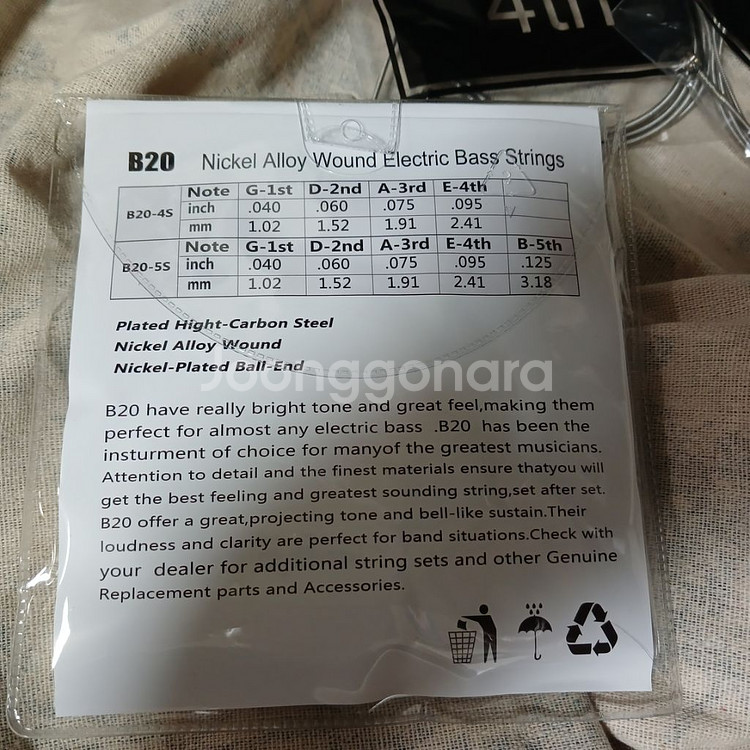 4th
B20 Nickel Alloy Wound Electric Bass Strings
B20-4S Note G-1st D-2nd A-3rd E-4th
inch .040 .060 .075 .095
mm 1.02 1.52 1.91 2.41
B20-5S Note G-1st D-2nd A-3rd E-4th B-5th
inch .040 .060 .075 .095 .125
mm 1.02 1.52 1.91 2.41 3.18
Plated Hight-Carbon Steel
Nickel Alloy Wound
Nickel-Plated Ball-End
Joonggonara
B20 have really bright tone and great feel,making them
perfect for almost any electric bass .B20 has been the
insturment of choice for manyof the greatest musicians.
Attention to detail and the finest materials ensure thatyou will
get the best feeling and greatest sounding string,set after set.
B20 offer a great,projecting tone and bell-like sustain.Their
loudness and clarity are perfect for band situations.Check with
your dealer for additional string sets and other Genuine
Replacement parts and Accessories.